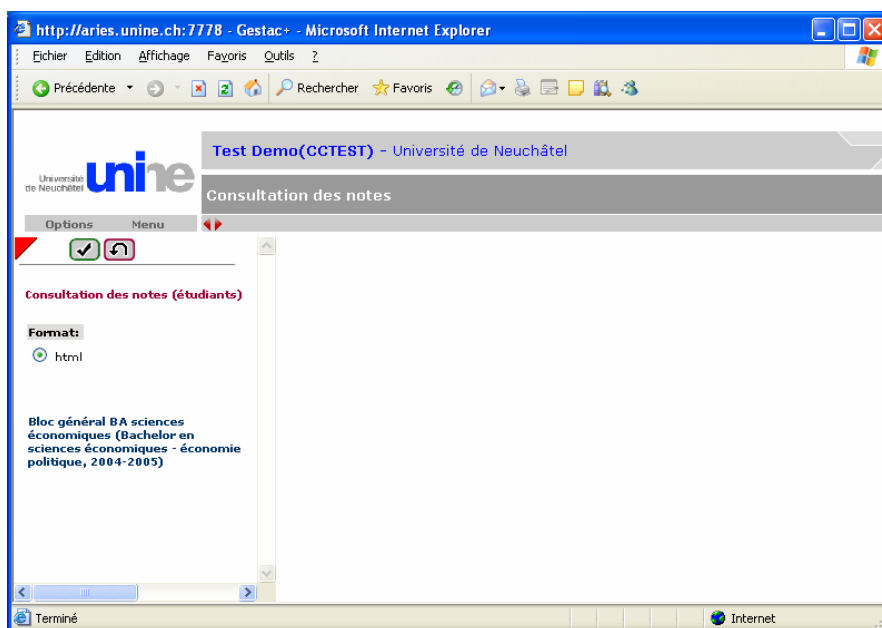 http://aries.unine.ch:7778 - Gestac+ - Microsoft Internet Explorer
Fichier Edition Affichage Favoris Outils ?
Précédente Rechercher Favoris
Test Demo(CCTEST) - Université de Neuchâtel
Université
de Neuchâtel unine
Consultation des notes
Options Menu
Consultation des notes (étudiants)
Format:
html
Bloc général BA sciences
économiques (Bachelor en
sciences économiques - économie
politique, 2004-2005)
Terminé Internet